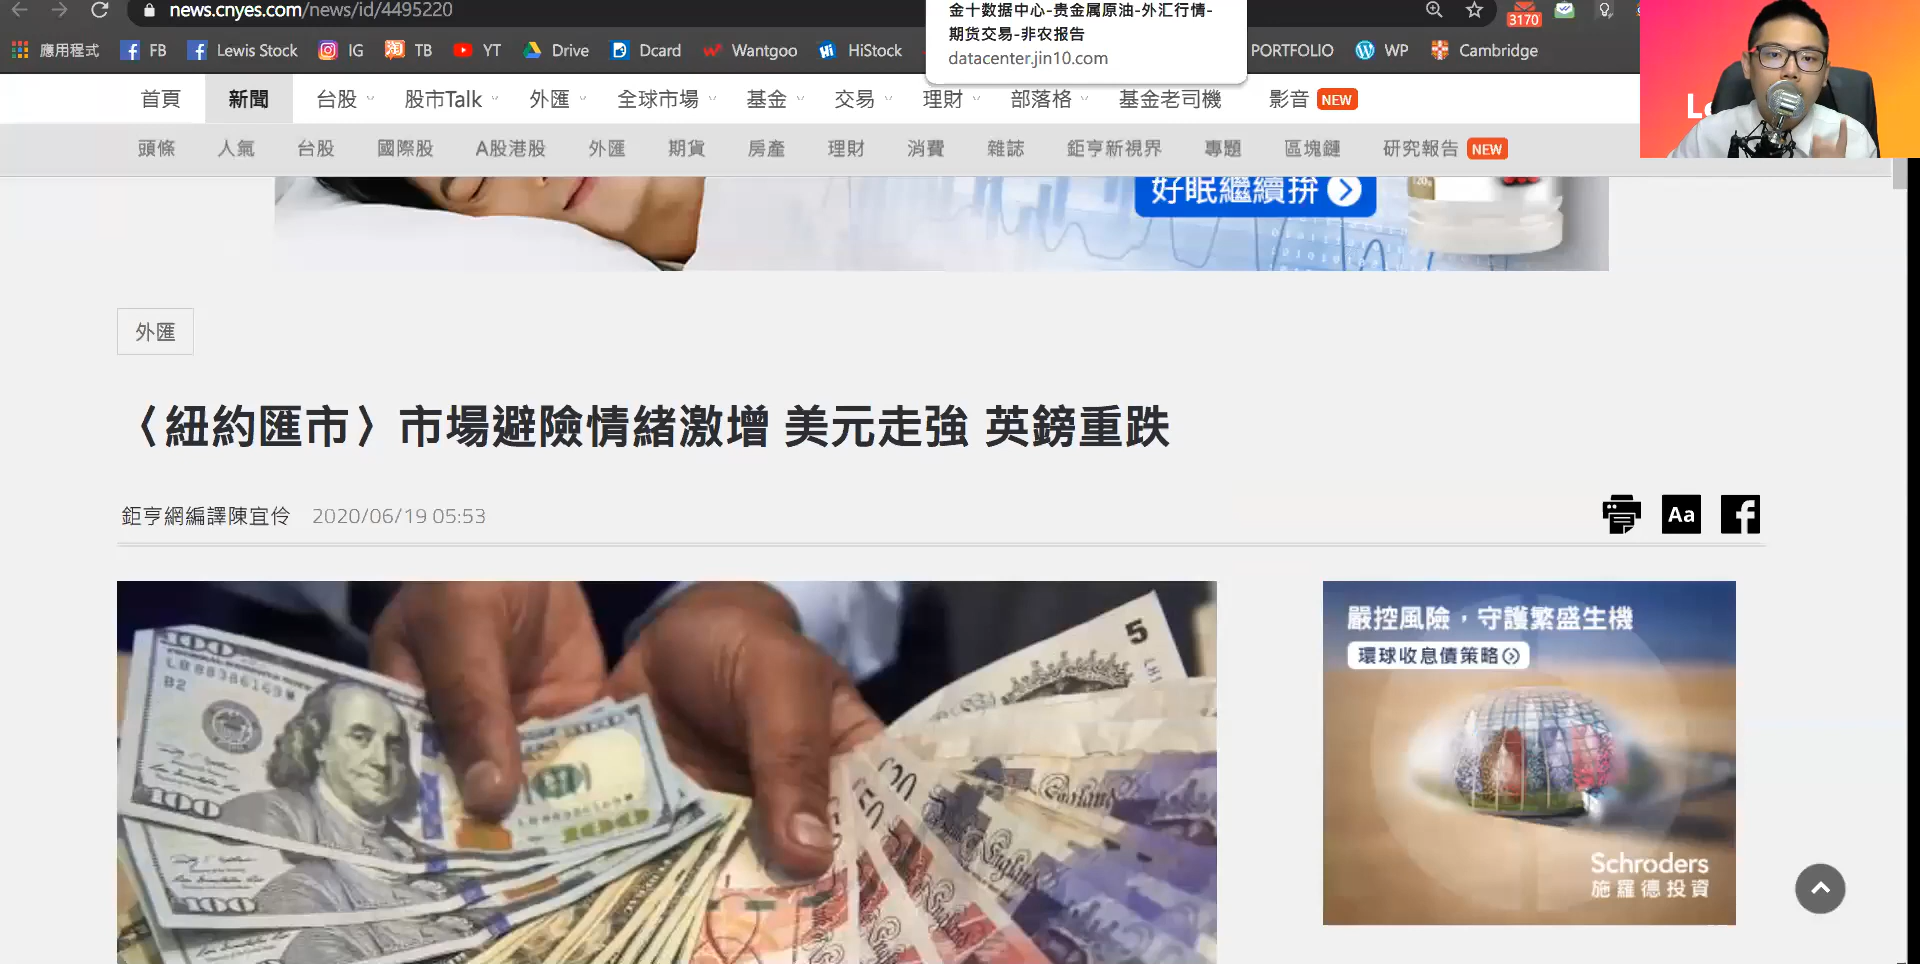 news.cnyes.com/news/id/4495220
金十数据中心-贵金属原油-外汇行情-
期货交易-非农报告
datacenter.jin10.com
3170
應用程式 FB Lewis Stock IG TB YT Drive Dcard Wantgoo HiStock PORTFOLIO WP Cambridge
首頁 新聞 台股 股市Talk 外匯 全球市場 基金 交易 理財 部落格 基金老司機 影音 NEW
頭條 人氣 台股 國際股 A股港股 外匯 期貨 房產 理財 消費 雜誌 鉅亨新視界 專題 區塊鏈 研究報告 NEW
好眠繼續拚
外匯
〈紐約匯市〉市場避險情緒激增 美元走強 英鎊重跌
鉅亨網編譯陳宜伶 2020/06/19 05:53
Aa
嚴控風險，守護繁盛生機
環球收息債策略
Schroders
施羅德投資
100
B2
100
100
100
5